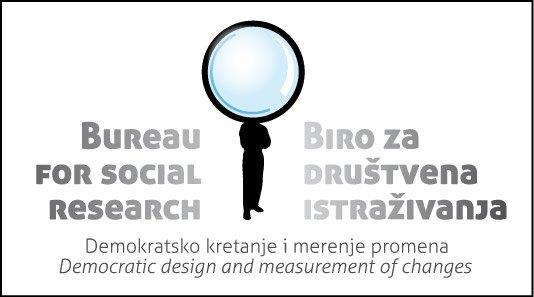 Bureau
for social
research
Biro za
društvena
istraživanja
Demokratsko kretanje i merenje promena
Democratic design and measurement of changes